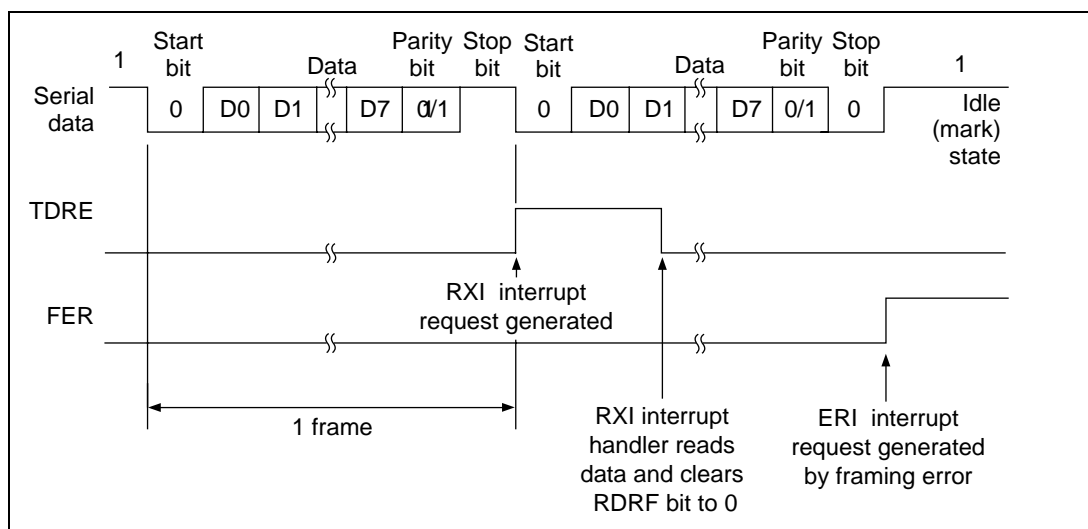 1 Start bit Data Parity bit Stop bit Start bit Data Parity bit Stop bit 1
Serial data 0 D0 D1 D7 0/1 0 D0 D1 D7 0/1 0 Idle (mark) state
TDRE
RXI interrupt
request generated
FER
1 frame
RXI interrupt
handler reads
data and clears
RDRF bit to 0
ERI interrupt
request generated
by framing error